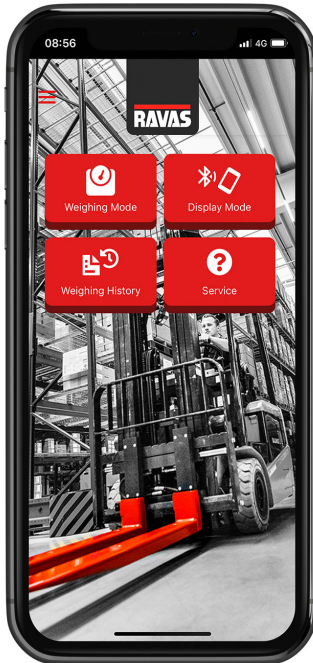 08:56
4G
RAVAS
Weighing Mode
Display Mode
Weighing History
Service